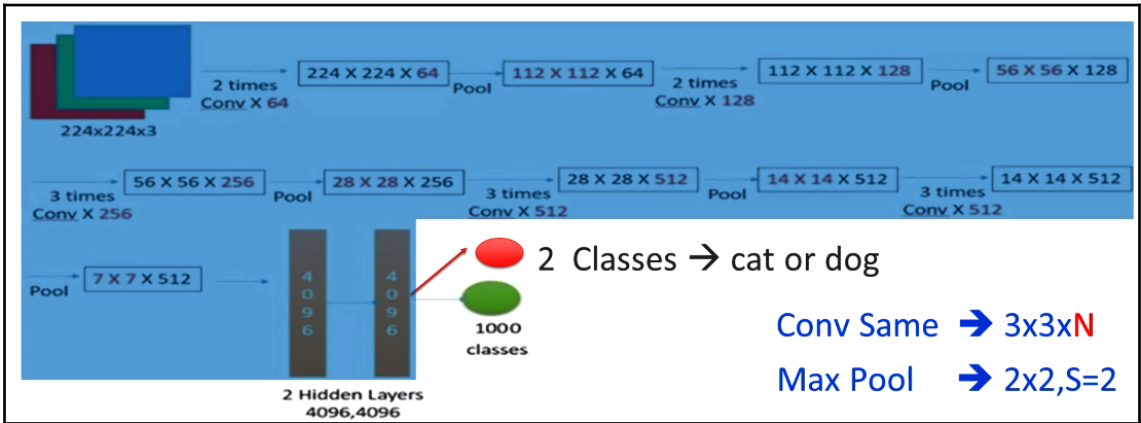 224x224x3
2 times
Conv X 64
224 X 224 X 64
Pool
112 X 112 X 64
2 times
Conv X 128
112 X 112 X 128
Pool
56 X 56 X 128
3 times
Conv X 256
56 X 56 X 256
Pool
28 X 28 X 256
3 times
Conv X 512
28 X 28 X 512
Pool
14 X 14 X 512
3 times
Conv X 512
14 X 14 X 512
Pool
7 X 7 X 512
4096
4096
2 Hidden Layers
4096,4096
2 Classes → cat or dog
1000
classes
Conv Same → 3x3xN
Max Pool → 2x2,S=2